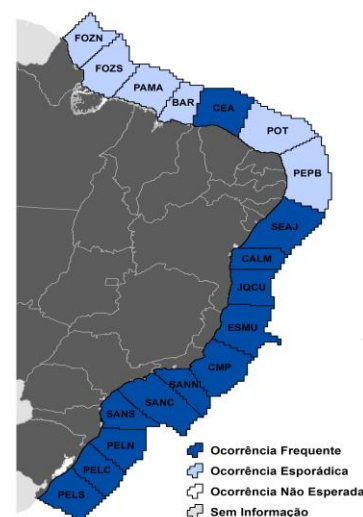 FOZN
FOZS
PAMA
BAR
CEA
POT
PEPB
SEAJ
CALM
JQCU
ESMU
CMP
SANN
SANC
SANS
PELN
PELC
PELS
Ocorrência Frequente
Ocorrência Esporádica
Ocorrência Não Esperada
Sem Informação